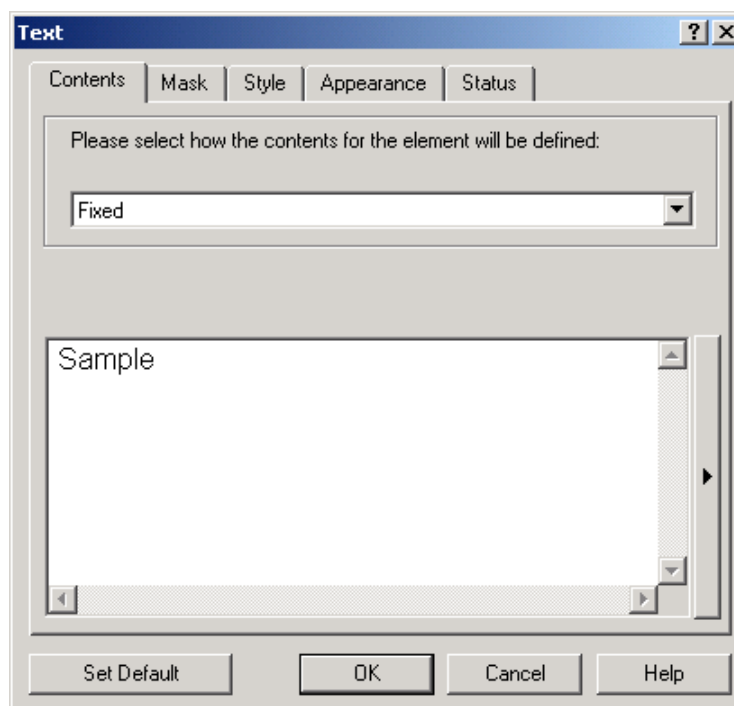 Text
Contents Mask Style Appearance Status
Please select how the contents for the element will be defined:
Fixed
Sample
Set Default OK Cancel Help